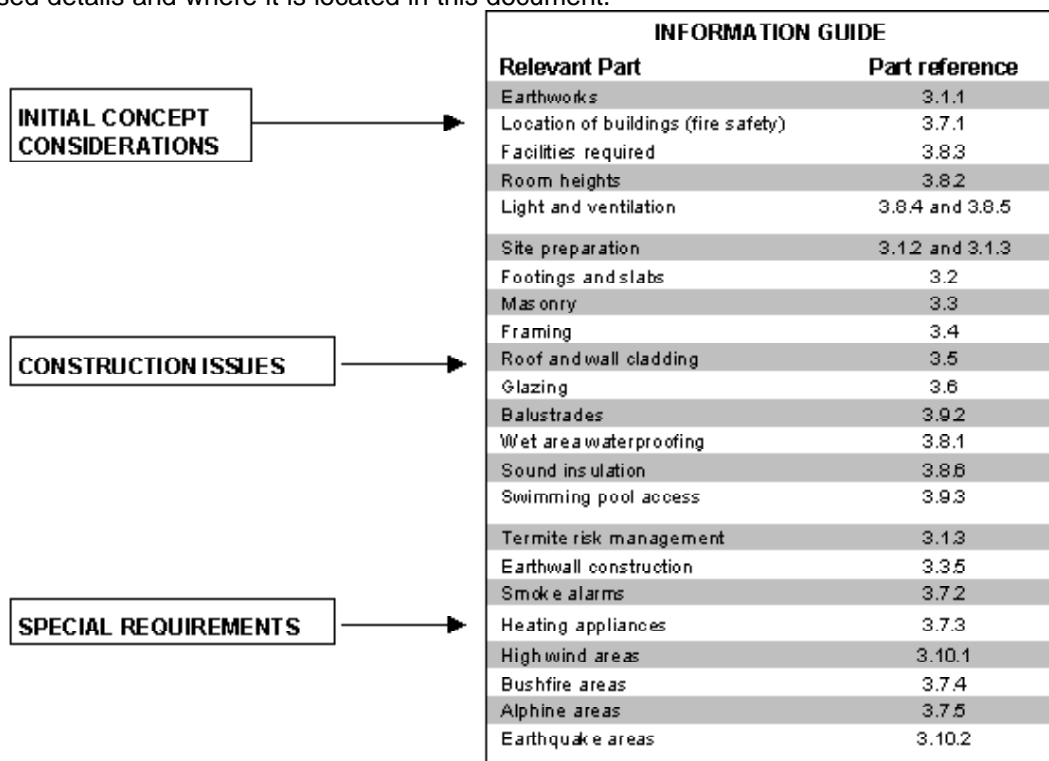 sed details and where it is located in this document.
INFORMATION GUIDE
Relevant Part Part reference
INITIAL CONCEPT
CONSIDERATIONS
Earthworks 3.1.1
Location of buildings (fire safety) 3.7.1
Facilities required 3.8.3
Room heights 3.8.2
Light and ventilation 3.8.4 and 3.8.5
CONSTRUCTION ISSUES
Site preparation 3.1.2 and 3.1.3
Footings and slabs 3.2
Masonry 3.3
Framing 3.4
Roof and wall cladding 3.5
Glazing 3.6
Balustrades 3.9.2
Wet area waterproofing 3.8.1
Sound insulation 3.8.6
Swimming pool access 3.9.3
SPECIAL REQUIREMENTS
Termite risk management 3.1.3
Earthwall construction 3.3.5
Smoke alarms 3.7.2
Heating appliances 3.7.3
High wind areas 3.10.1
Bushfire areas 3.7.4
Alphine areas 3.7.5
Earthquake areas 3.10.2